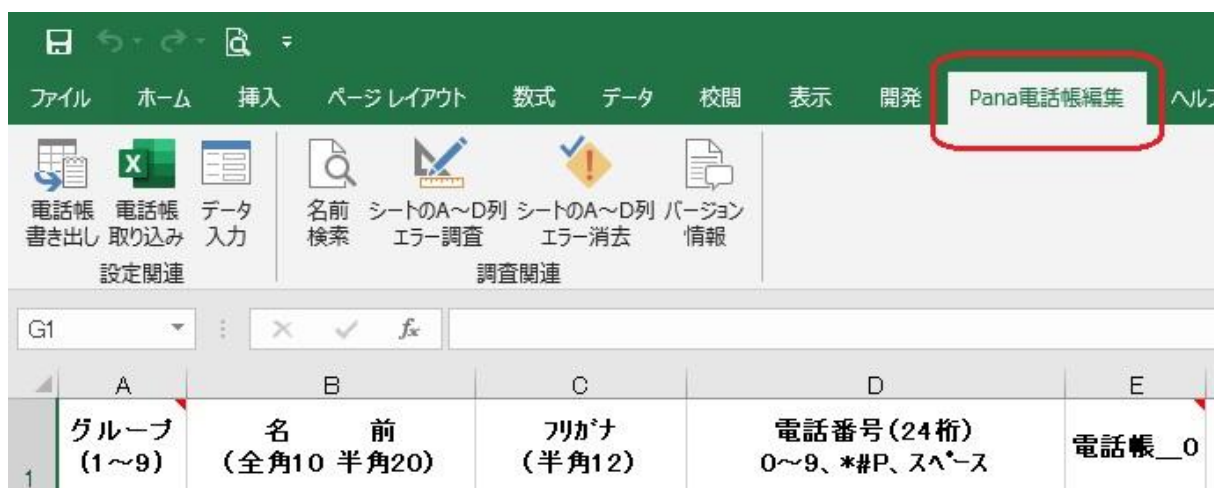 ファイル ホーム 挿入 ページ レイアウト 数式 データ 校閲 表示 開発 Pana電話帳編集 ヘル
電話帳 電話帳 データ 名前 シートのA～D列 シートのA～D列 バージョン
書き出し 取り込み 入力 検索 エラー調査 エラー消去 情報
設定関連 調査関連
G1 fx
A B C D E
グループ 名 前 ﾌﾘｶﾞﾅ 電話番号(24桁) 電話帳__0
1 (1～9) (全角10 半角20) (半角12) 0～9、*#P、ｽﾍﾟｰｽ